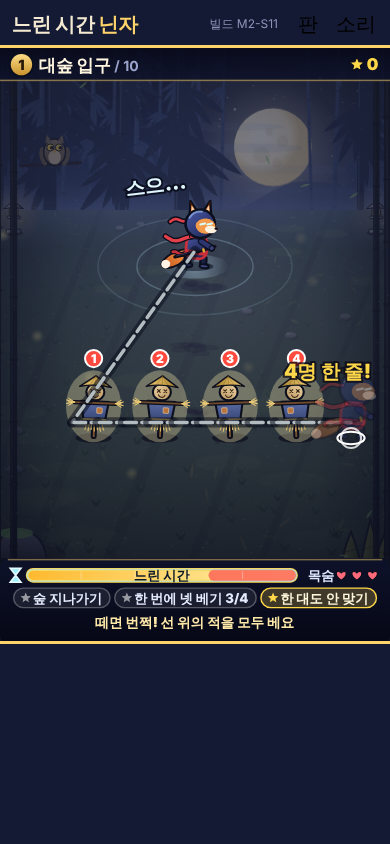 느린 시간 닌자 빌드 M2-S11 판 소리
1 대숲 입구 / 10 ★ 0
스으...
1 2 3 4
4명 한 줄!
느린 시간 목숨
★ 숲 지나가기 ★ 한 번에 넷 베기 3/4 ★ 한 대도 안 맞기
떼면 번쩍! 선 위의 적을 모두 베요